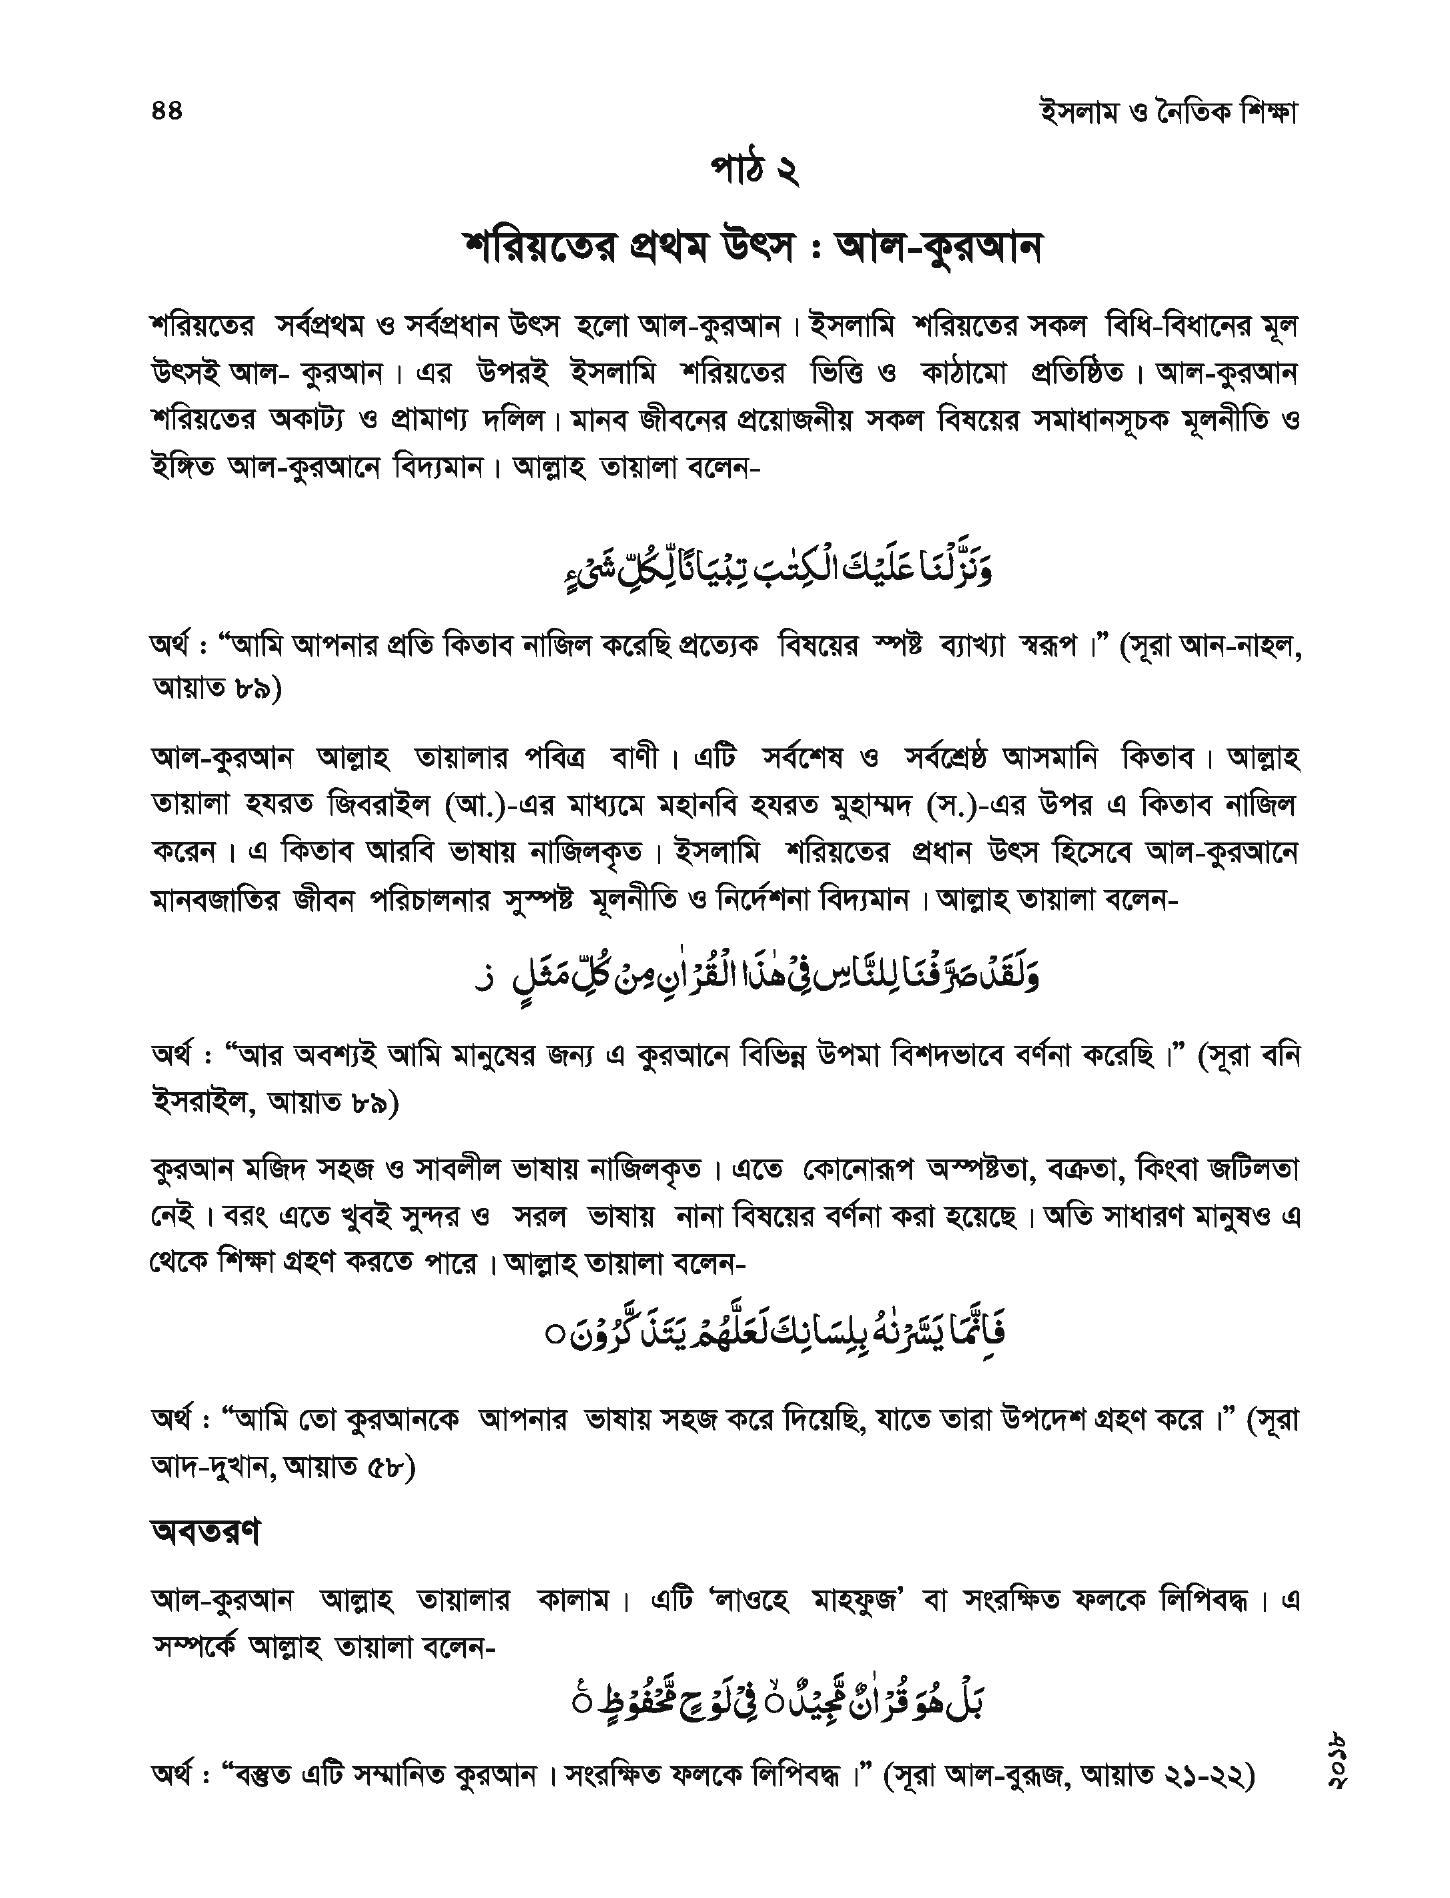 ৪৪
ইসলাম ও নৈতিক শিক্ষা
পাঠ ২
শরিয়তের প্রথম উৎস : আল-কুরআন
শরিয়তের সর্বপ্রথম ও সর্বপ্রধান উৎস হলো আল-কুরআন। ইসলামি শরিয়তের সকল বিধি-বিধানের মূল
উৎসই আল- কুরআন। এর উপরই ইসলামি শরিয়তের ভিত্তি ও কাঠামো প্রতিষ্ঠিত। আল-কুরআন
শরিয়তের অকাট্য ও প্রামাণ্য দলিল। মানব জীবনের প্রয়োজনীয় সকল বিষয়ের সমাধানসূচক মূলনীতি ও
ইঙ্গিত আল-কুরআনে বিদ্যমান। আল্লাহ তায়ালা বলেন-
وَنَزَّلْنَا عَلَيْكَ الْكِتٰبَ تِبْيَانًا لِّكُلِّ شَىْءٍ
অর্থ : “আমি আপনার প্রতি কিতাব নাজিল করেছি প্রত্যেক বিষয়ের স্পষ্ট ব্যাখ্যা স্বরূপ।” (সূরা আন-নাহল,
আয়াত ৮৯)
আল-কুরআন আল্লাহ তায়ালার পবিত্র বাণী। এটি সর্বশেষ ও সর্বশ্রেষ্ঠ আসমানি কিতাব। আল্লাহ
তায়ালা হযরত জিবরাইল (আ.)-এর মাধ্যমে মহানবি হযরত মুহাম্মদ (স.)-এর উপর এ কিতাব নাজিল
করেন। এ কিতাব আরবি ভাষায় নাজিলকৃত। ইসলামি শরিয়তের প্রধান উৎস হিসেবে আল-কুরআনে
মানবজাতির জীবন পরিচালনার সুস্পষ্ট মূলনীতি ও নির্দেশনা বিদ্যমান। আল্লাহ তায়ালা বলেন-
وَلَقَدْ صَرَّفْنَا لِلنَّاسِ فِىْ هٰذَا الْقُرْاٰنِ مِنْ كُلِّ مَثَلٍ ز
অর্থ : “আর অবশ্যই আমি মানুষের জন্য এ কুরআনে বিভিন্ন উপমা বিশদভাবে বর্ণনা করেছি।” (সূরা বনি
ইসরাইল, আয়াত ৮৯)
কুরআন মজিদ সহজ ও সাবলীল ভাষায় নাজিলকৃত। এতে কোনোরূপ অস্পষ্টতা, বক্রতা, কিংবা জটিলতা
নেই। বরং এতে খুবই সুন্দর ও সরল ভাষায় নানা বিষয়ের বর্ণনা করা হয়েছে। অতি সাধারণ মানুষও এ
থেকে শিক্ষা গ্রহণ করতে পারে। আল্লাহ তায়ালা বলেন-
فَاِنَّمَا يَسَّرْنٰهُ بِلِسَانِكَ لَعَلَّهُمْ يَتَذَكَّرُوْنَ ○
অর্থ : “আমি তো কুরআনকে আপনার ভাষায় সহজ করে দিয়েছি, যাতে তারা উপদেশ গ্রহণ করে।” (সূরা
আদ-দুখান, আয়াত ৫৮)
অবতরণ
আল-কুরআন আল্লাহ তায়ালার কালাম। এটি ‘লাওহে মাহফুজ’ বা সংরক্ষিত ফলকে লিপিবদ্ধ। এ
সম্পর্কে আল্লাহ তায়ালা বলেন-
بَلْ هُوَ قُرْاٰنٌ مَّجِيْدٌ ○ۙ فِىْ لَوْحٍ مَّحْفُوْظٍ ○ۧ
অর্থ : “বস্তুত এটি সম্মানিত কুরআন। সংরক্ষিত ফলকে লিপিবদ্ধ।” (সূরা আল-বুরূজ, আয়াত ২১-২২)
২০১৮